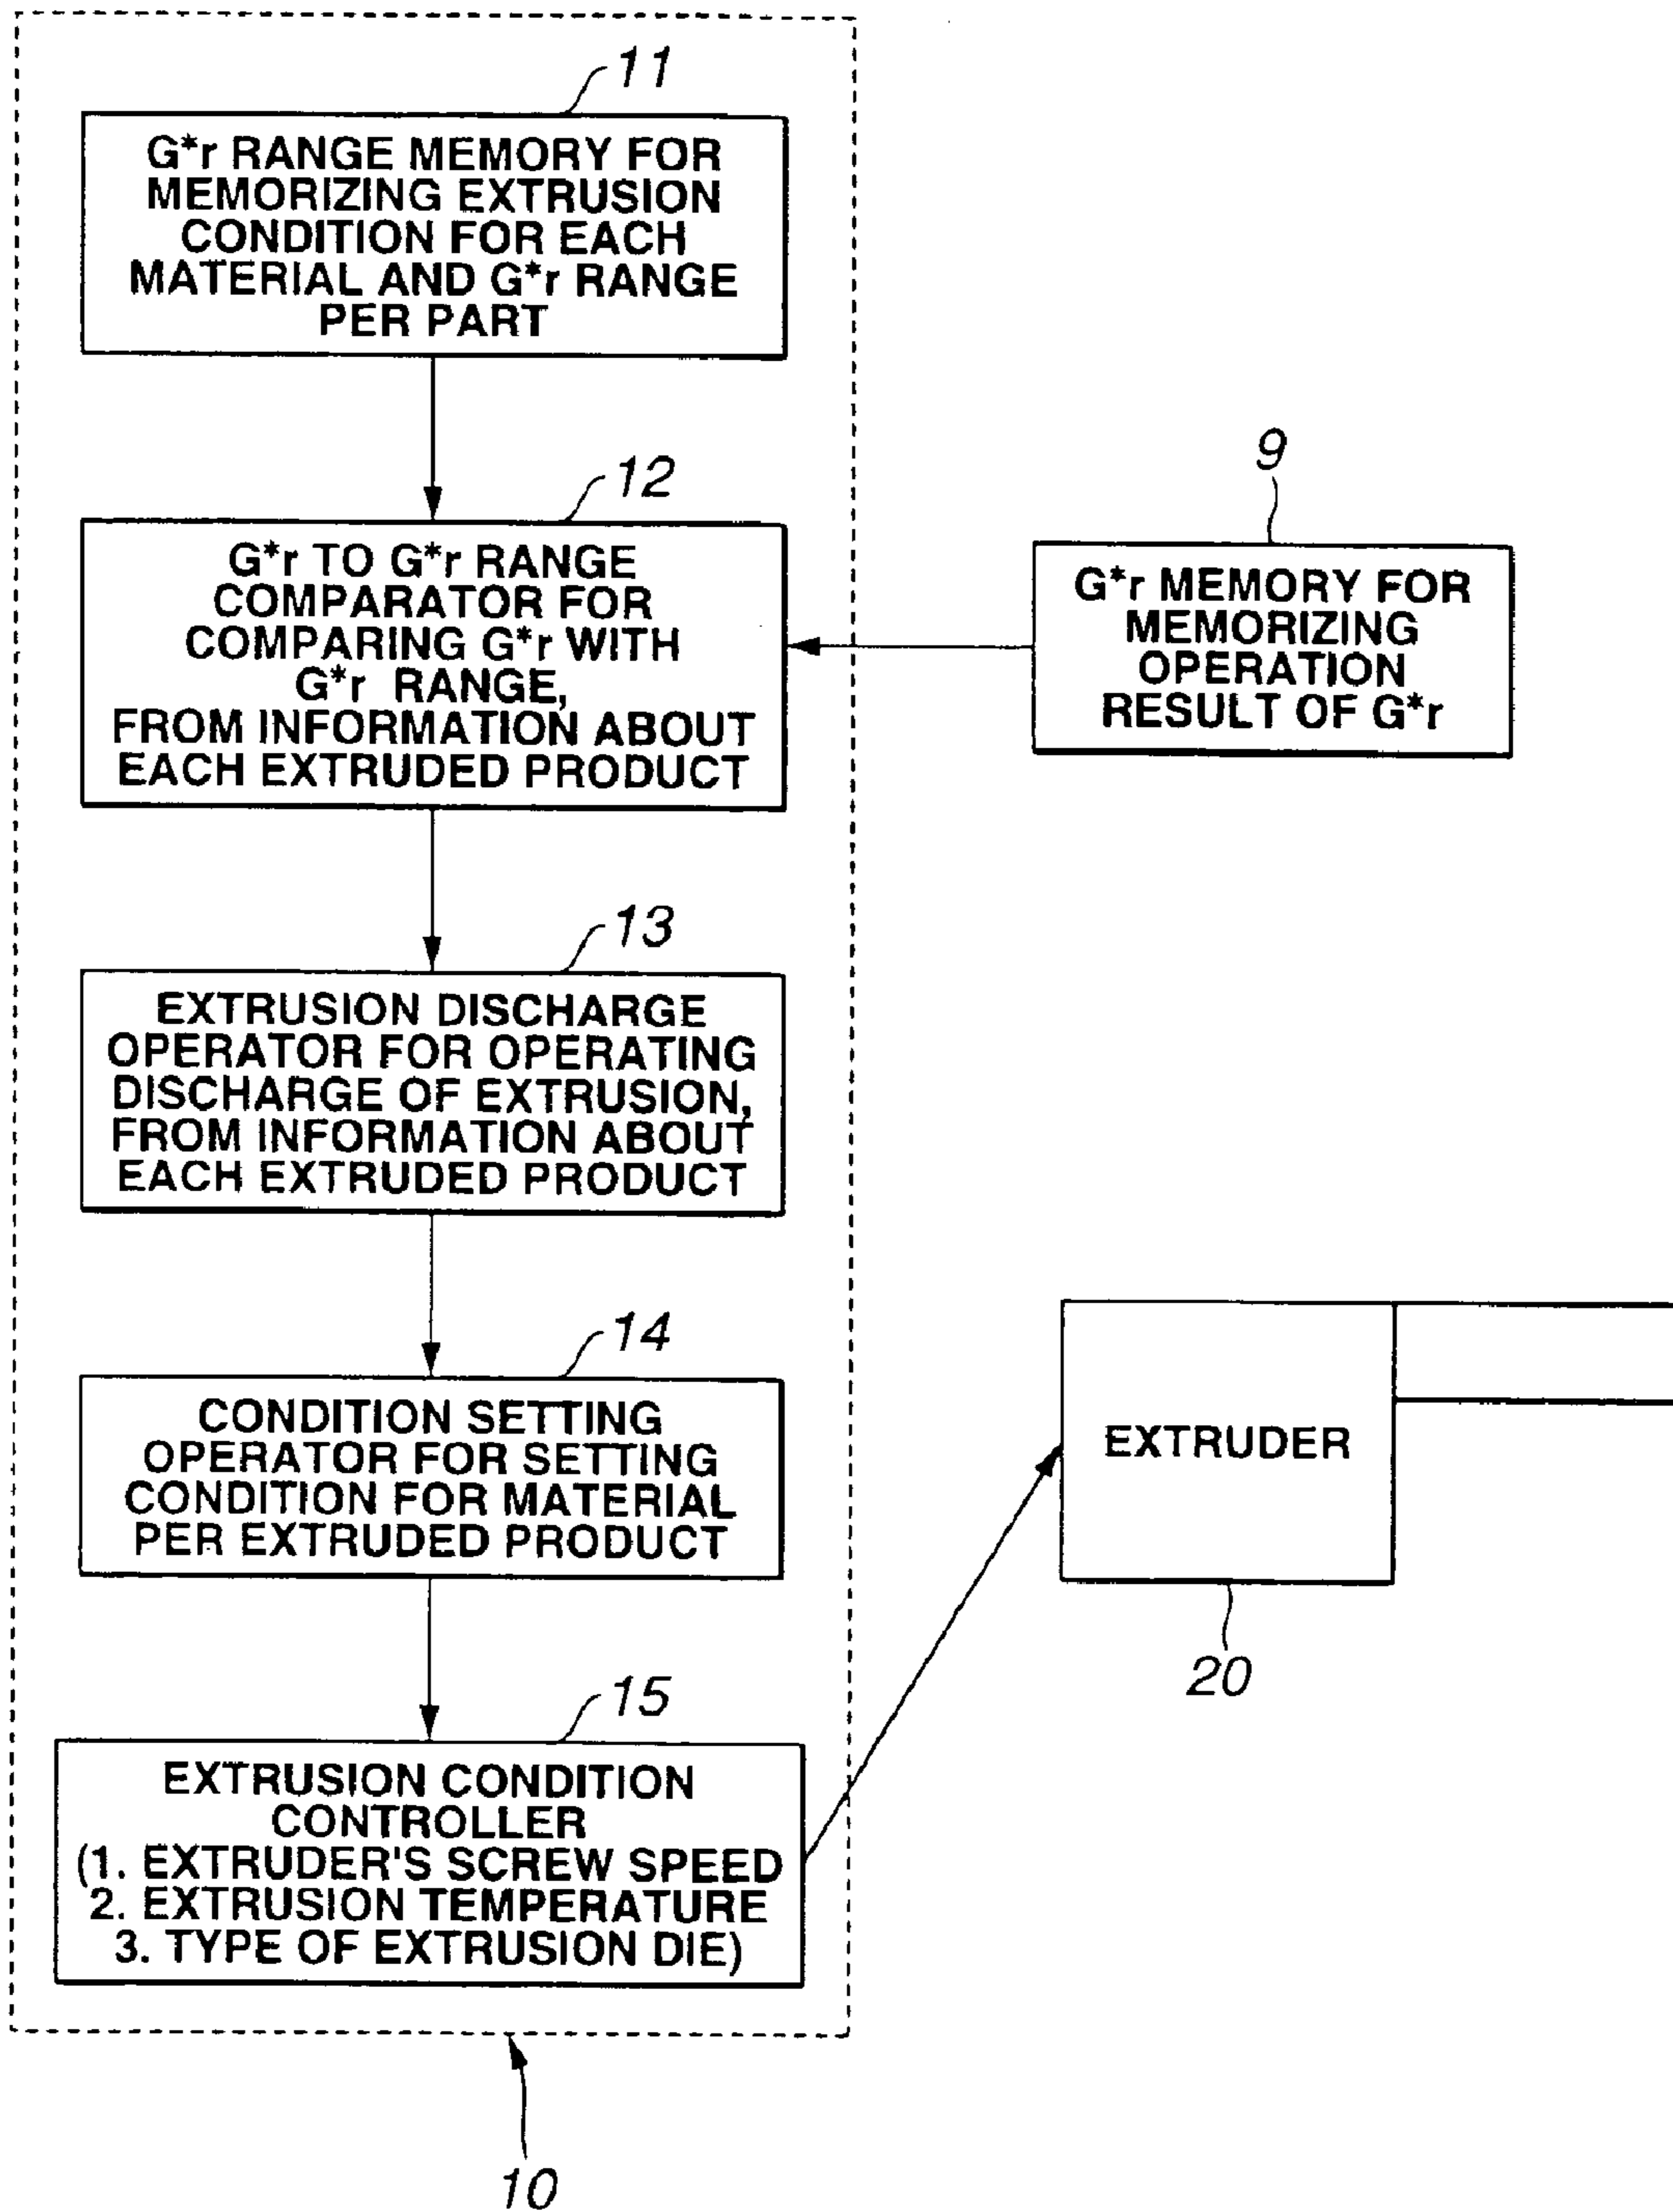 11
G*r RANGE MEMORY FOR
MEMORIZING EXTRUSION
CONDITION FOR EACH
MATERIAL AND G*r RANGE
PER PART
12
G*r TO G*r RANGE
COMPARATOR FOR
COMPARING G*r WITH
G*r RANGE,
FROM INFORMATION ABOUT
EACH EXTRUDED PRODUCT
9
G*r MEMORY FOR
MEMORIZING
OPERATION
RESULT OF G*r
13
EXTRUSION DISCHARGE
OPERATOR FOR OPERATING
DISCHARGE OF EXTRUSION,
FROM INFORMATION ABOUT
EACH EXTRUDED PRODUCT
14
CONDITION SETTING
OPERATOR FOR SETTING
CONDITION FOR MATERIAL
PER EXTRUDED PRODUCT
EXTRUDER
20
15
EXTRUSION CONDITION
CONTROLLER
(1. EXTRUDER'S SCREW SPEED
2. EXTRUSION TEMPERATURE
3. TYPE OF EXTRUSION DIE)
10